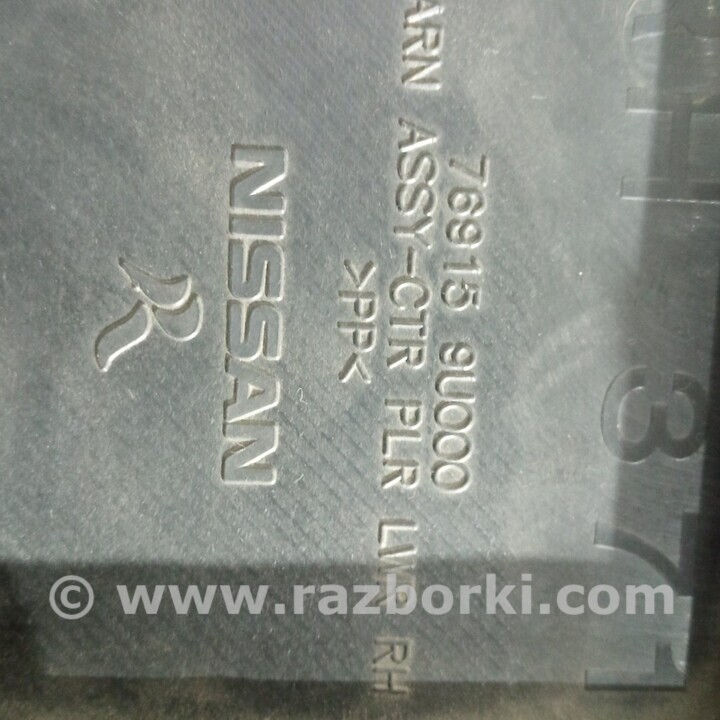 76915 9U000
ARN ASSY-CTR PLR LWR RH
>PP<
NISSAN
R
© www.razborki.com